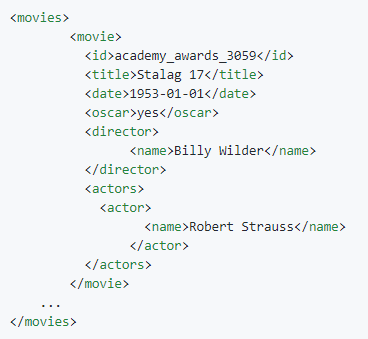 <movies>
<movie>
<id>academy_awards_3059</id>
<title>Stalag 17</title>
<date>1953-01-01</date>
<oscar>yes</oscar>
<director>
<name>Billy Wilder</name>
</director>
<actors>
<actor>
<name>Robert Strauss</name>
</actor>
</actors>
</movie>
...
</movies>